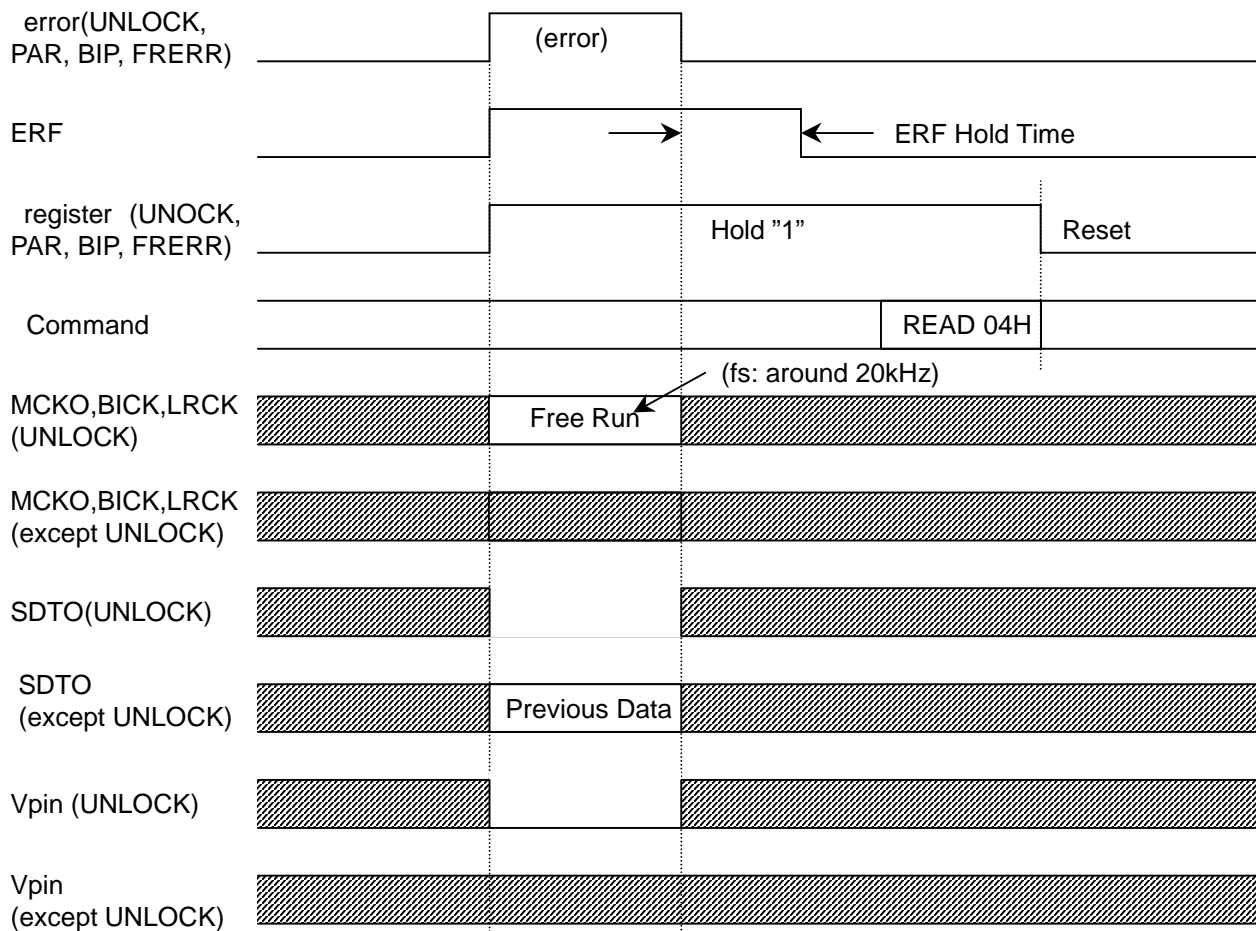 error(UNLOCK,
PAR, BIP, FRERR)
(error)
ERF
ERF Hold Time
register (UNOCK,
PAR, BIP, FRERR)
Hold ”1”
Reset
Command
READ 04H
(fs: around 20kHz)
MCKO,BICK,LRCK
(UNLOCK)
Free Run
MCKO,BICK,LRCK
(except UNLOCK)
SDTO(UNLOCK)
SDTO
(except UNLOCK)
Previous Data
Vpin (UNLOCK)
Vpin
(except UNLOCK)